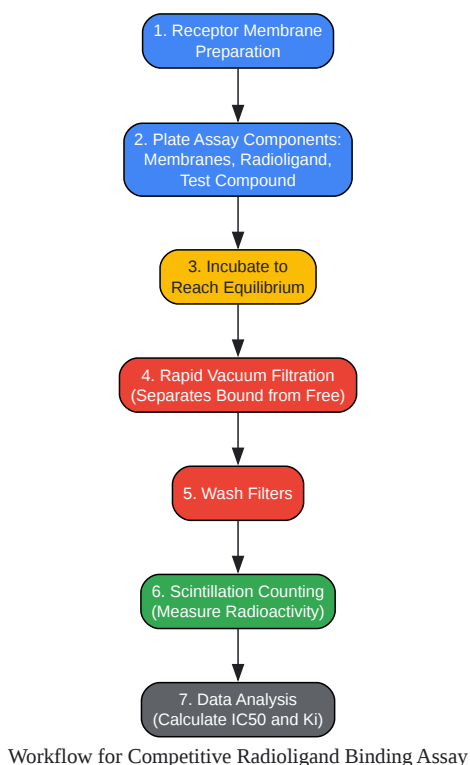 1. Receptor Membrane
Preparation
2. Plate Assay Components:
Membranes, Radioligand,
Test Compound
3. Incubate to
Reach Equilibrium
4. Rapid Vacuum Filtration
(Separates Bound from Free)
5. Wash Filters
6. Scintillation Counting
(Measure Radioactivity)
7. Data Analysis
(Calculate IC50 and Ki)
Workflow for Competitive Radioligand Binding Assay